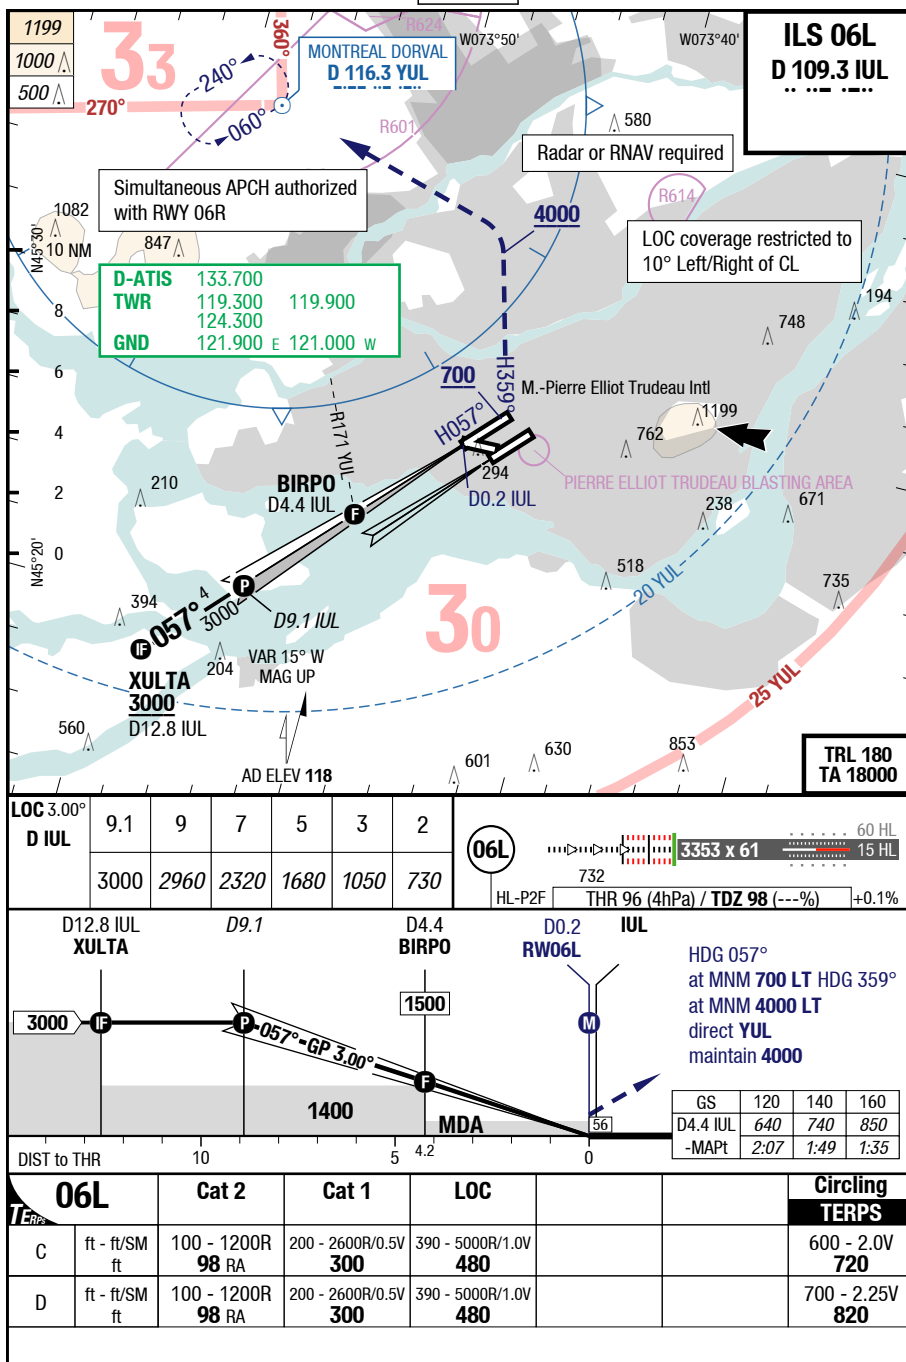 1199
1000
500
33
360°
270°
240°
060°
MONTREAL DORVAL
D 116.3 YUL
R624
W073°50'
W073°40'
ILS 06L
D 109.3 IUL
R601
580
Radar or RNAV required
Simultaneous APCH authorized
with RWY 06R
R614
4000
LOC coverage restricted to
10° Left/Right of CL
1082
847
N45°30'
10 NM
D-ATIS 133.700
TWR 119.300 119.900
124.300
GND 121.900 E 121.000 W
194
748
8
6
4
2
0
700
H359°
H057°
M.-Pierre Elliot Trudeau Intl
1199
762
R171 YUL
294
D0.2 IUL
PIERRE ELLIOT TRUDEAU BLASTING AREA
BIRPO
D4.4 IUL
210
238
671
N45°20'
518
20 YUL
735
394
057°
4
3000
D9.1 IUL
30
204
VAR 15° W
MAG UP
XULTA
3000
D12.8 IUL
25 YUL
560
AD ELEV 118
601
630
853
TRL 180
TA 18000
LOC 3.00°
D IUL
9.1 9 7 5 3 2
3000 2960 2320 1680 1050 730
06L
HL-P2F
732
3353 x 61
60 HL
15 HL
THR 96 (4hPa) / TDZ 98 (---%)
+0.1%
D12.8 IUL
XULTA
D9.1
D4.4
BIRPO
D0.2
RW06L
IUL
3000
IF
P
F
M
057°-GP 3.00°
1500
1400
MDA
56
HDG 057°
at MNM 700 LT HDG 359°
at MNM 4000 LT
direct YUL
maintain 4000
GS 120 140 160
D4.4 IUL 640 740 850
-MAPt 2:07 1:49 1:35
DIST to THR 10 5 4.2 0
TERPS 06L Cat 2 Cat 1 LOC Circling
TERPS
C ft - ft/SM 100 - 1200R 200 - 2600R/0.5V 390 - 5000R/1.0V 600 - 2.0V
ft 98 RA 300 480 720
D ft - ft/SM 100 - 1200R 200 - 2600R/0.5V 390 - 5000R/1.0V 700 - 2.25V
ft 98 RA 300 480 820